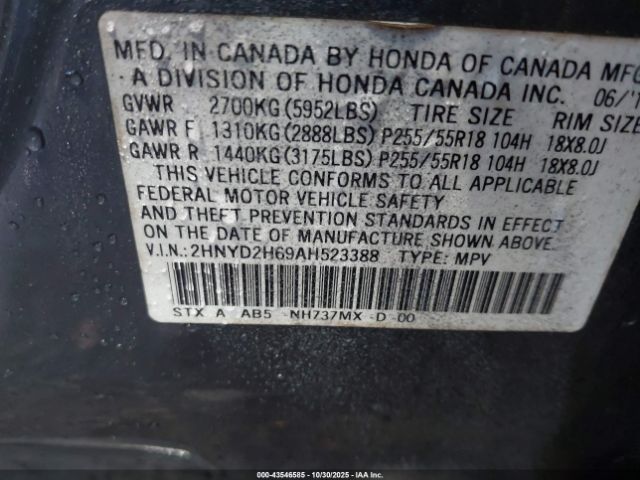 MFD. IN CANADA BY HONDA OF CANADA MFG
A DIVISION OF HONDA CANADA INC. 06/'1
GVWR 2700KG (5952LBS) TIRE SIZE RIM SIZE
GAWR F 1310KG (2888LBS) P255/55R18 104H 18X8.0J
GAWR R 1440KG (3175LBS) P255/55R18 104H 18X8.0J
THIS VEHICLE CONFORMS TO ALL APPLICABLE
FEDERAL MOTOR VEHICLE SAFETY
AND THEFT PREVENTION STANDARDS IN EFFECT
ON THE DATE OF MANUFACTURE SHOWN ABOVE.
V.I.N.: 2HNYD2H69AH523388 TYPE: MPV
STX A AB5 -NH737MX -D -00
000-43546585 - 10/30/2025 - IAA Inc.